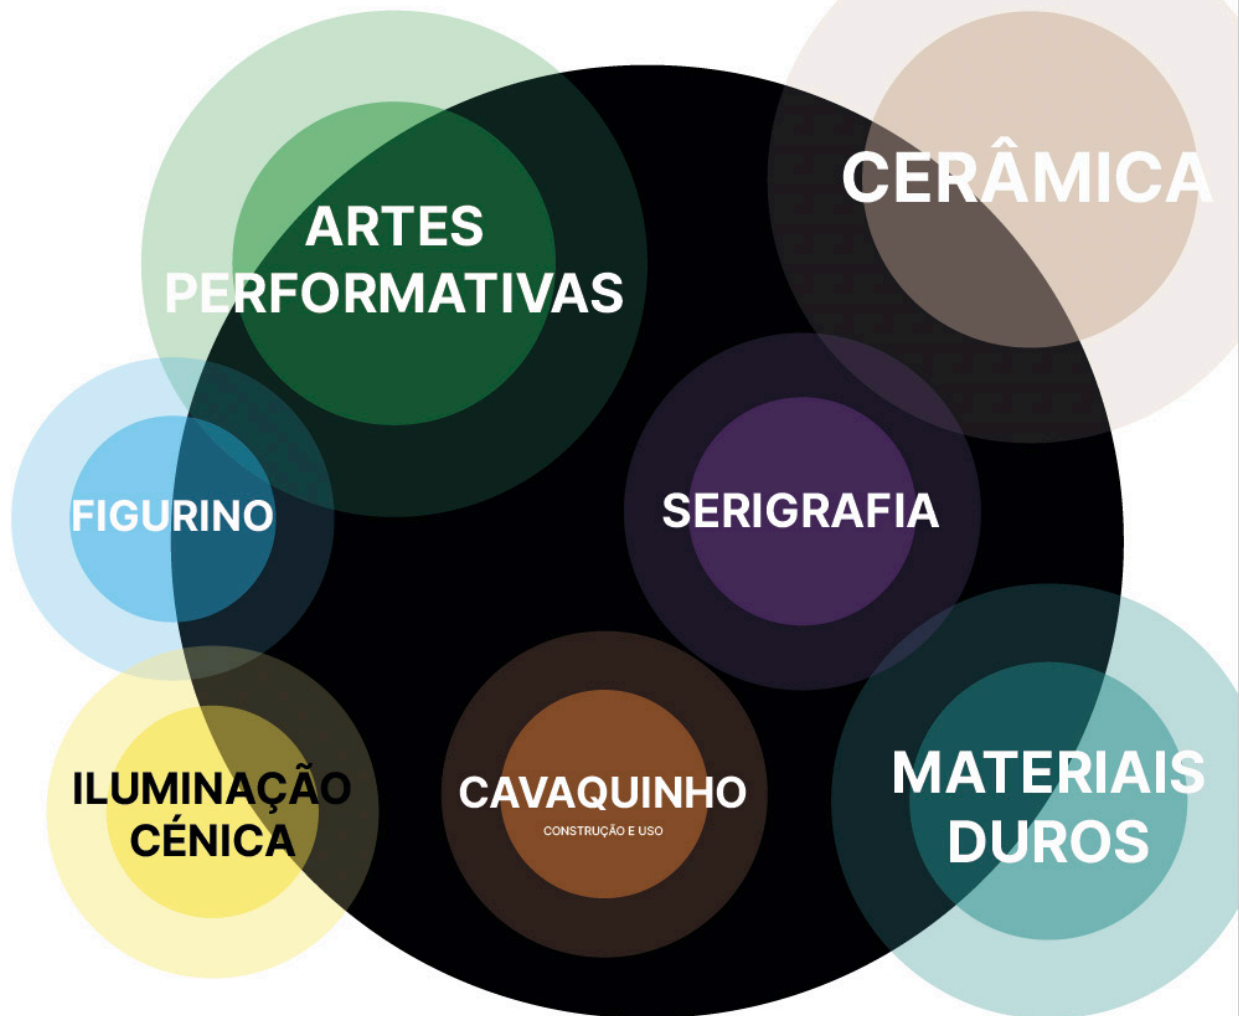 CERÂMICA
ARTES
PERFORMATIVAS
FIGURINO
SERIGRAFIA
ILUMINAÇÃO
CÉNICA
CAVAQUINHO
CONSTRUÇÃO E USO
MATERIAIS
DUROS